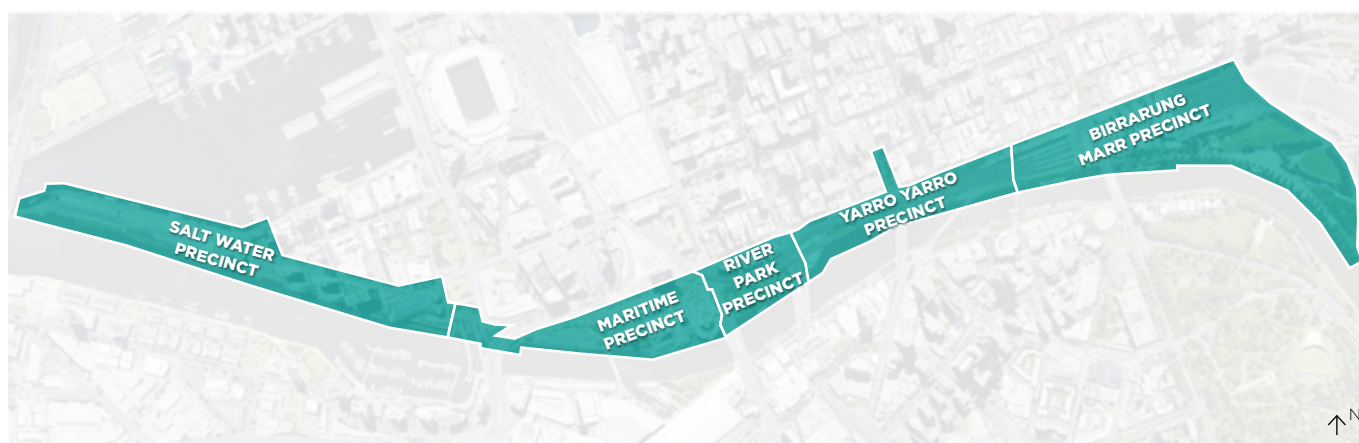 SALT WATER
PRECINCT
MARITIME
PRECINCT
RIVER
PARK
PRECINCT
YARRO YARRO
PRECINCT
BIRRARUNG
MARR PRECINCT
N